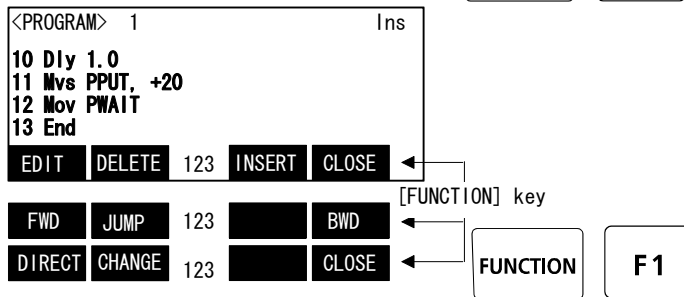 <PROGRAM> 1 Ins
10 Dly 1.0
11 Mvs PPUT, +20
12 Mov PWAIT
13 End
EDIT DELETE 123 INSERT CLOSE
[FUNCTION] key
FWD JUMP 123 BWD
DIRECT CHANGE 123 CLOSE
FUNCTION F1